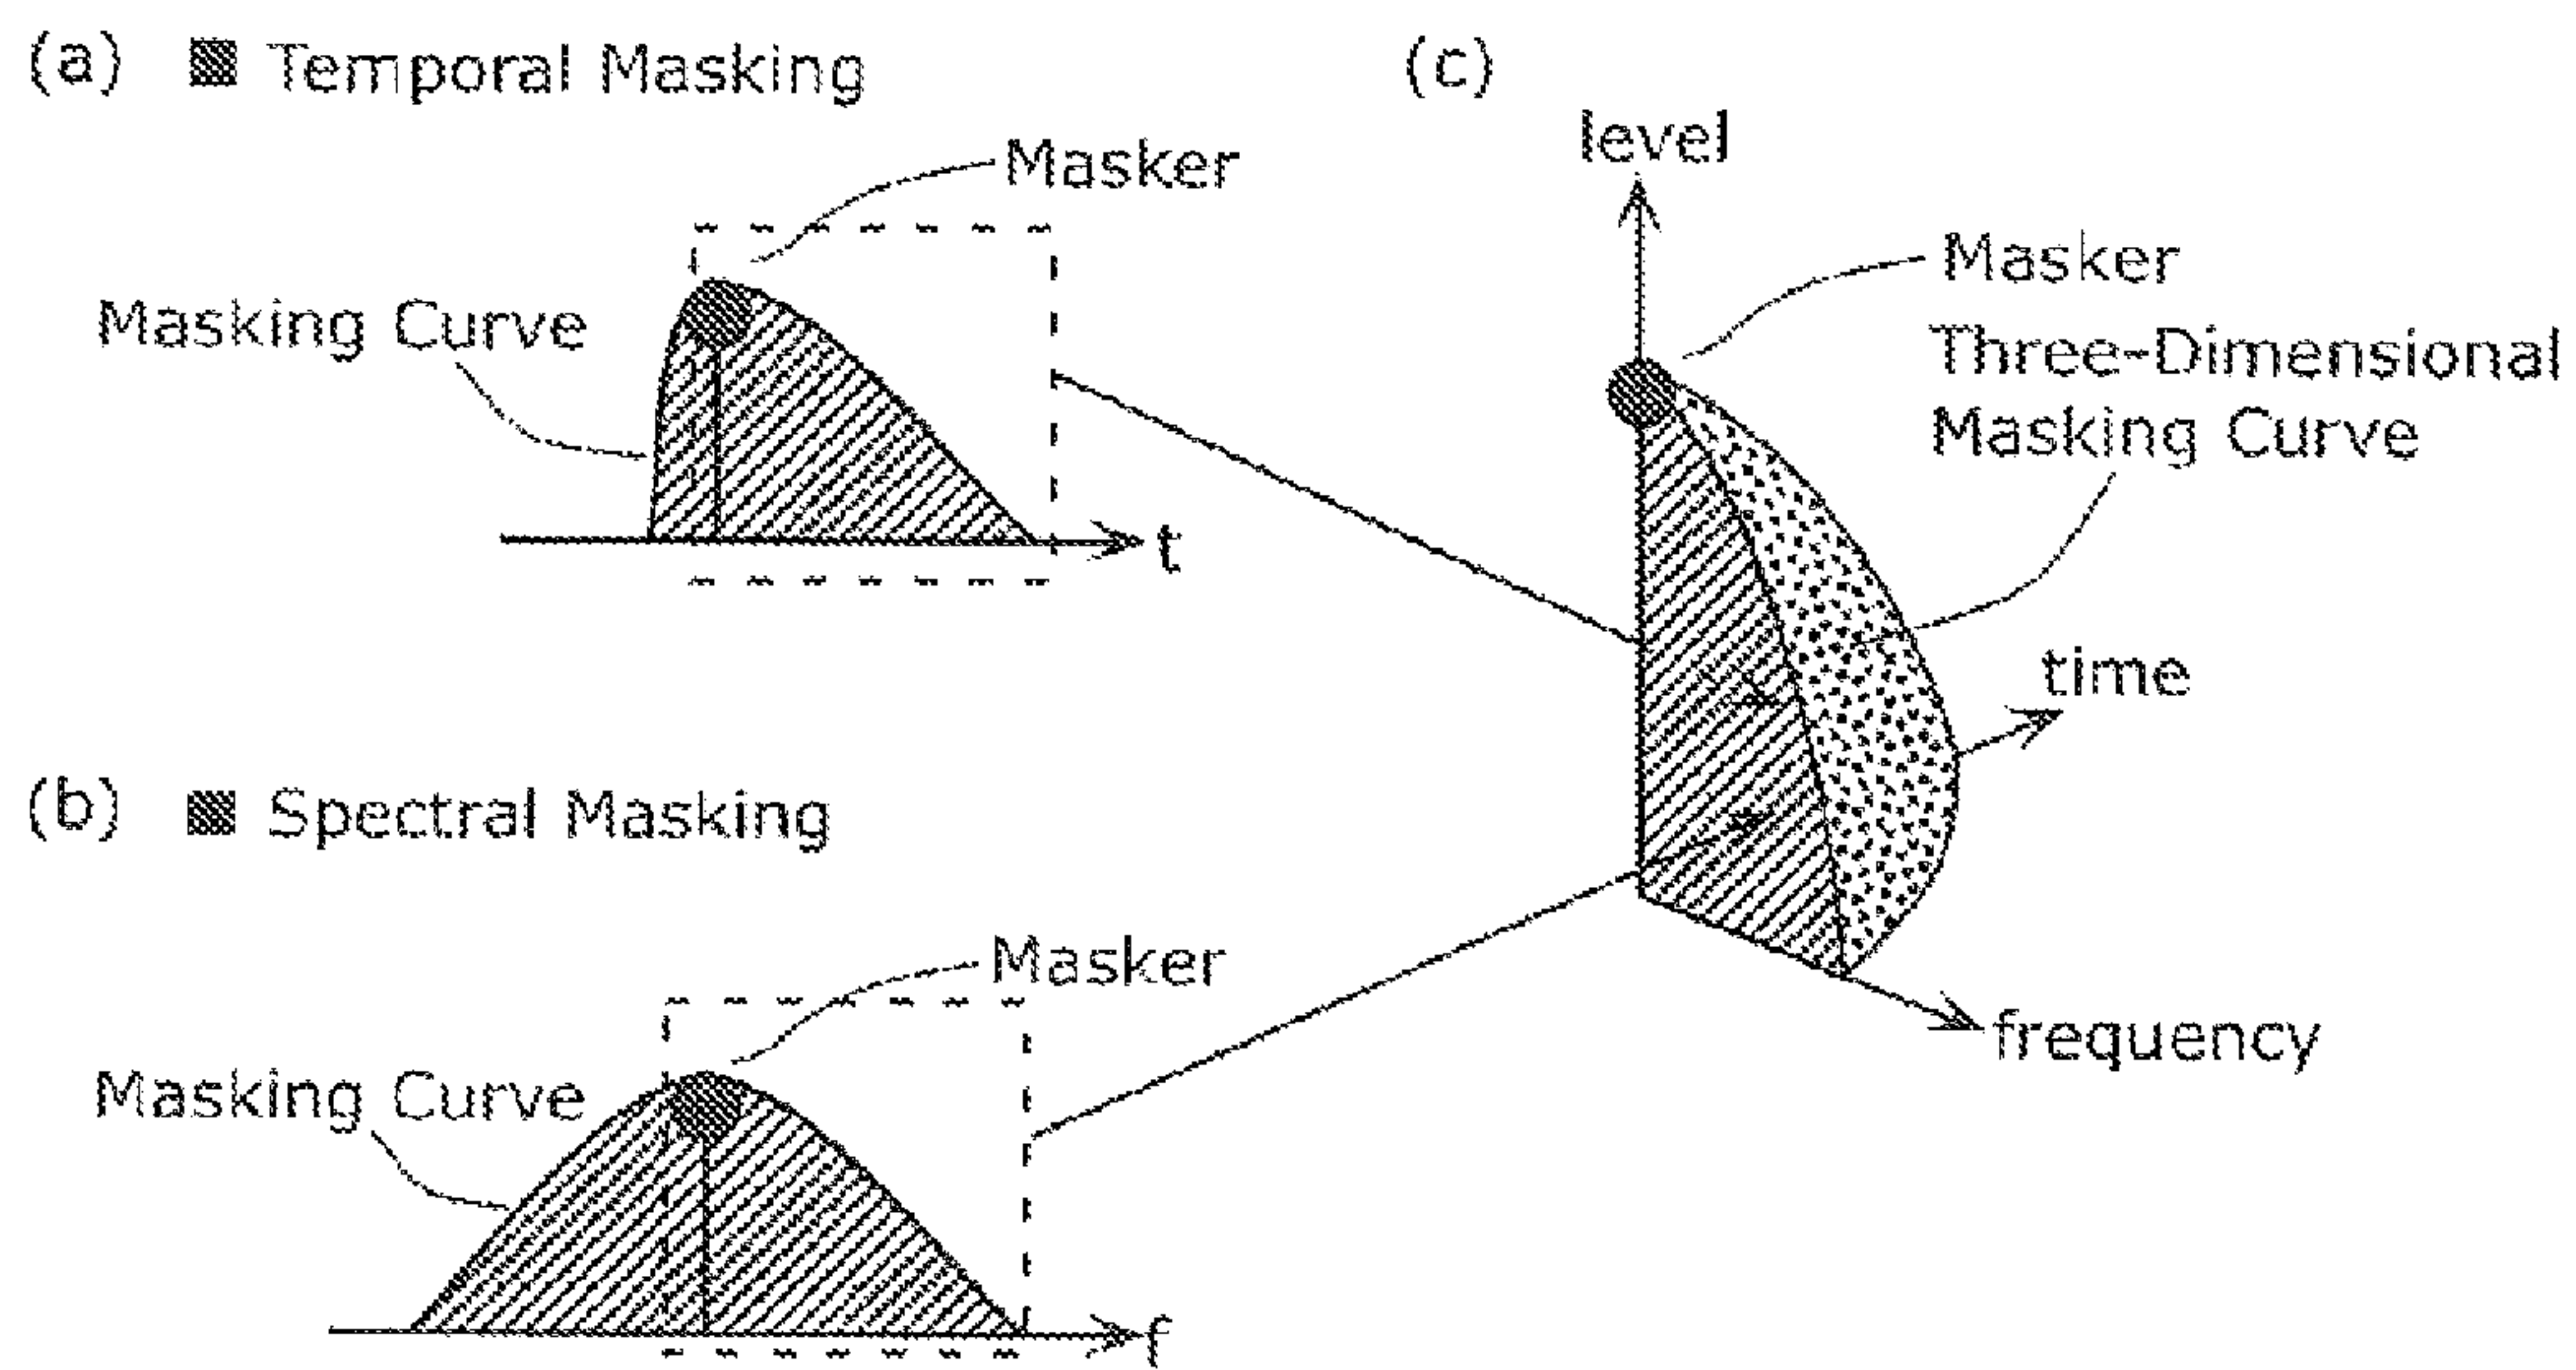 (a) Temporal Masking
Masker
Masking Curve
t
(b) Spectral Masking
Masker
Masking Curve
f
(c)
level
Masker
Three-Dimensional
Masking Curve
time
frequency